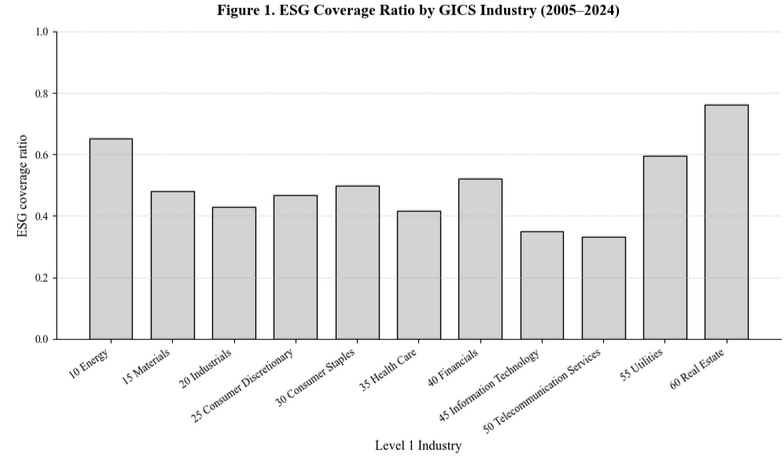 Figure 1. ESG Coverage Ratio by GICS Industry (2005–2024)
ESG coverage ratio
1.0
0.8
0.6
0.4
0.2
0.0
10 Energy
15 Materials
20 Industrials
25 Consumer Discretionary
30 Consumer Staples
35 Health Care
40 Financials
45 Information Technology
50 Telecommunication Services
55 Utilities
60 Real Estate
Level 1 Industry